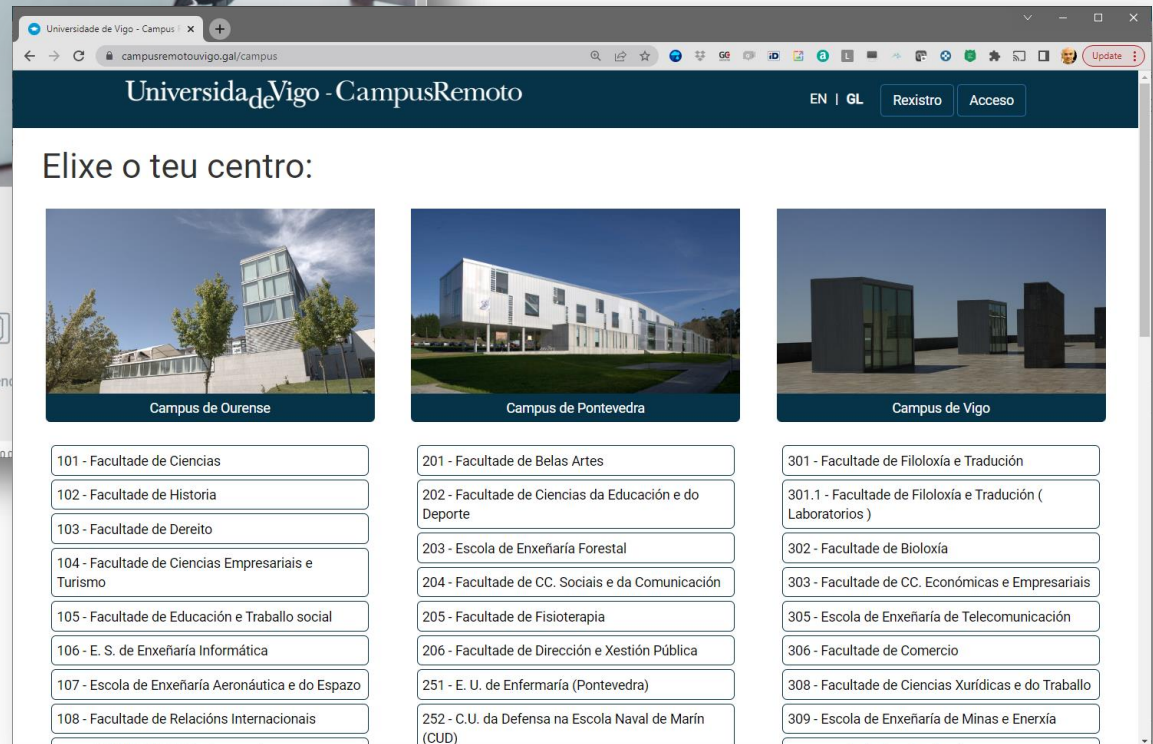 Universidade de Vigo - Campus
campusremotouvigo.gal/campus
Update
UniversidadeVigo - CampusRemoto
EN | GL
Rexistro
Acceso
Elixe o teu centro:
Campus de Ourense
Campus de Pontevedra
Campus de Vigo
101 - Facultade de Ciencias
102 - Facultade de Historia
103 - Facultade de Dereito
104 - Facultade de Ciencias Empresariais e
Turismo
105 - Facultade de Educación e Traballo social
106 - E. S. de Enxeñaría Informática
107 - Escola de Enxeñaría Aeronáutica e do Espazo
108 - Facultade de Relacións Internacionais
201 - Facultade de Belas Artes
202 - Facultade de Ciencias da Educación e do
Deporte
203 - Escola de Enxeñaría Forestal
204 - Facultade de CC. Sociais e da Comunicación
205 - Facultade de Fisioterapia
206 - Facultade de Dirección e Xestión Pública
251 - E. U. de Enfermaría (Pontevedra)
252 - C.U. da Defensa na Escola Naval de Marín
(CUD)
301 - Facultade de Filoloxía e Tradución
301.1 - Facultade de Filoloxía e Tradución (
Laboratorios )
302 - Facultade de Bioloxía
303 - Facultade de CC. Económicas e Empresariais
305 - Escola de Enxeñaría de Telecomunicación
306 - Facultade de Comercio
308 - Facultade de Ciencias Xurídicas e do Traballo
309 - Escola de Enxeñaría de Minas e Enerxía